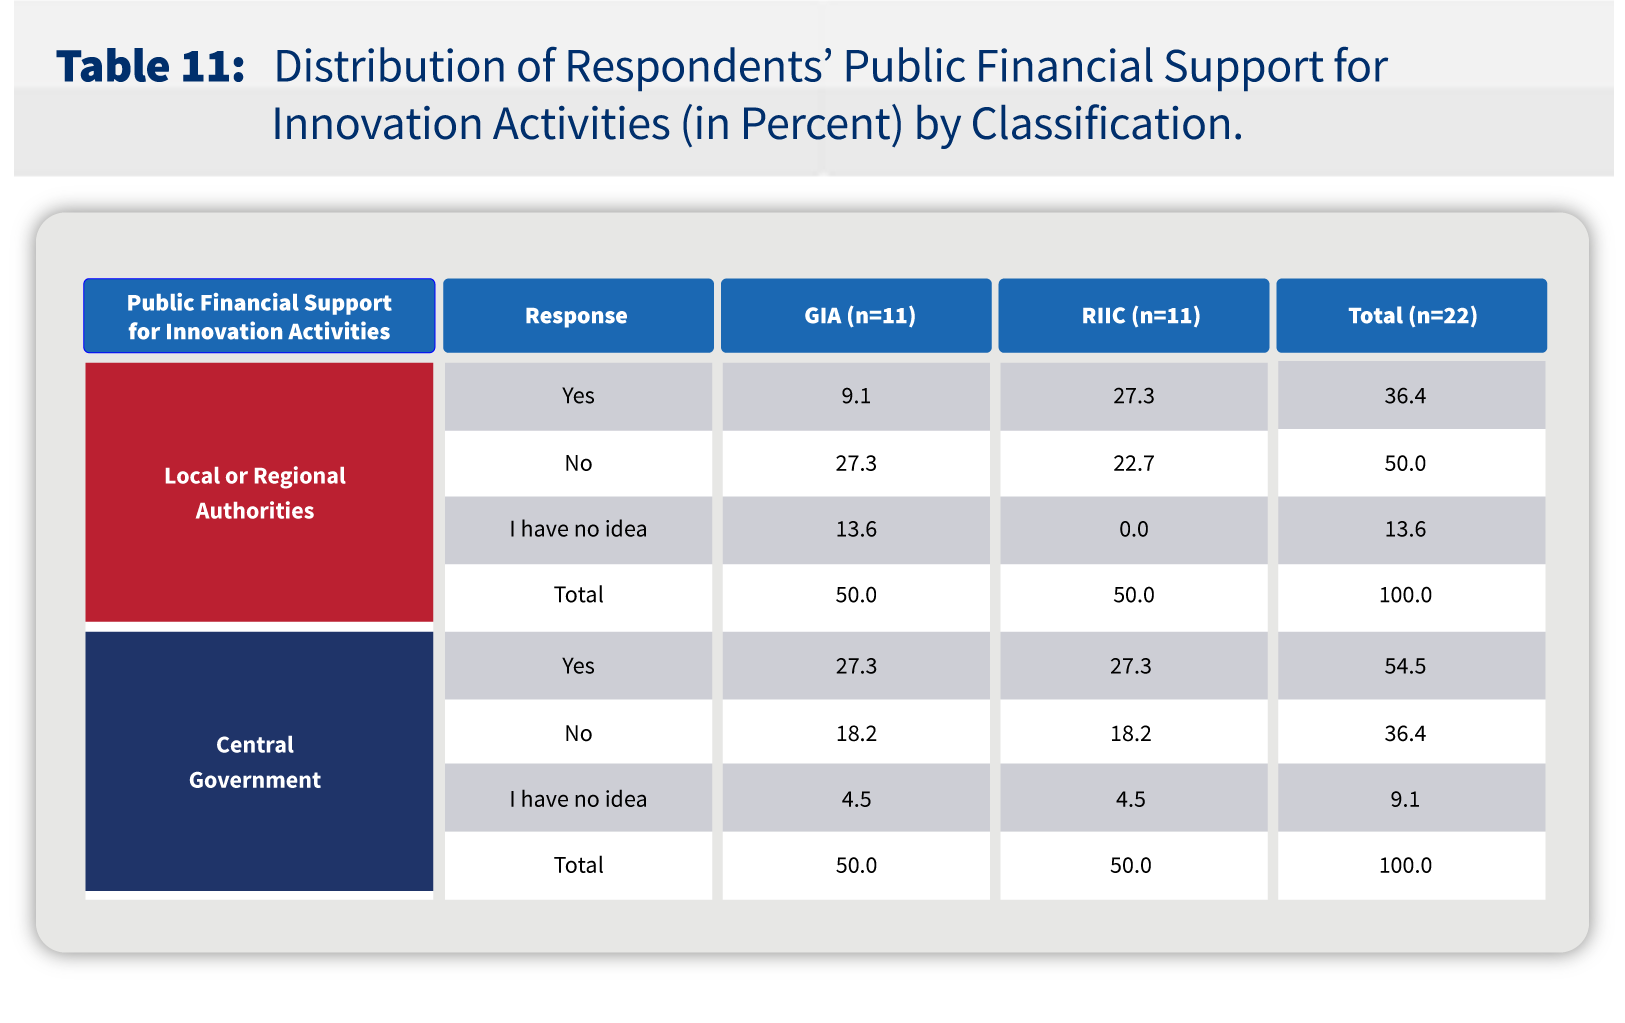 Table 11: Distribution of Respondents’ Public Financial Support for
Innovation Activities (in Percent) by Classification.
Public Financial Support
for Innovation Activities
Response GIA (n=11) RIIC (n=11) Total (n=22)
Local or Regional
Authorities
Yes 9.1 27.3 36.4
No 27.3 22.7 50.0
I have no idea 13.6 0.0 13.6
Total 50.0 50.0 100.0
Central
Government
Yes 27.3 27.3 54.5
No 18.2 18.2 36.4
I have no idea 4.5 4.5 9.1
Total 50.0 50.0 100.0